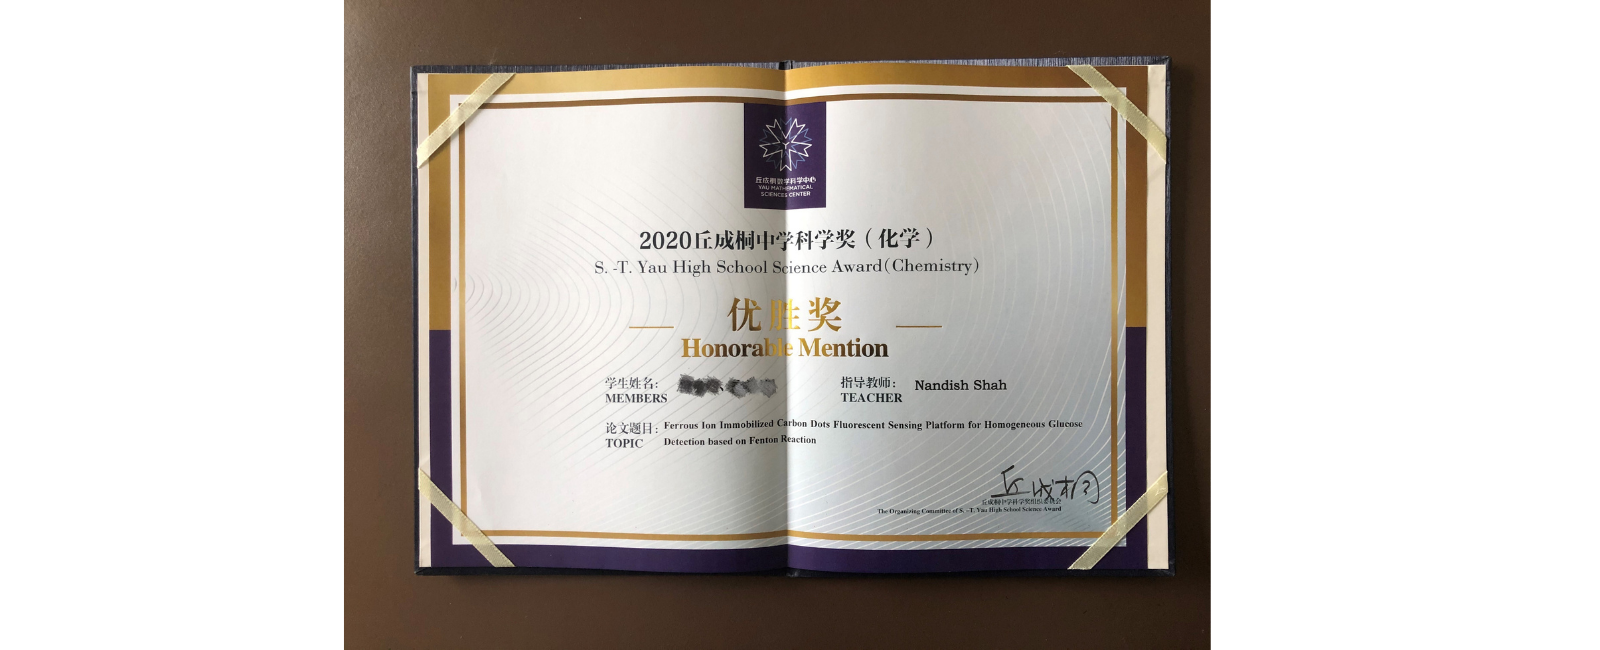 丘成桐数学科学中心
YAU MATHEMATICAL
SCIENCES CENTER
2020丘成桐中学科学奖（化学）
S. -T. Yau High School Science Award(Chemistry)
优胜奖
Honorable Mention
学生姓名:
MEMBERS
指导教师: Nandish Shah
TEACHER
论文题目: Ferrous Ion Immobilized Carbon Dots Fluorescent Sensing Platform for Homogeneous Glucose
TOPIC Detection based on Fenton Reaction
丘成桐
丘成桐中学科学奖组织委员会
The Organizing Committee of S. -T. Yau High School Science Award